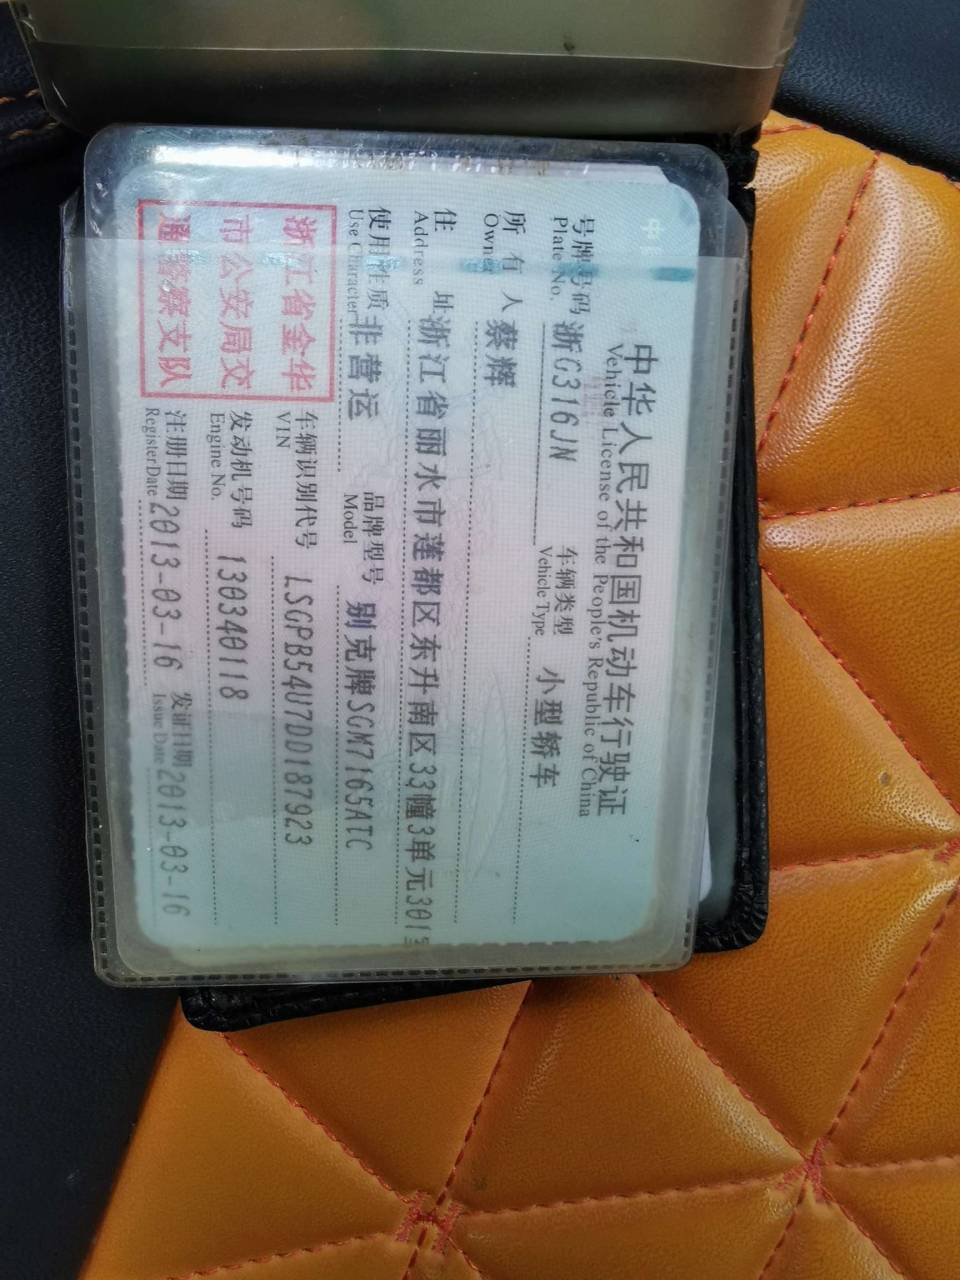 中华人民共和国机动车行驶证
Vehicle License of the People's Republic of China
号牌号码 浙G316JN 车辆类型 小型轿车
Plate No. Vehicle Type
所有人 蔡辉
Owner
住址 浙江省丽水市莲都区东升南区33幢3单元301
Address
使用性质 非营运 品牌型号 别克牌SGM7165ATC
Use Character Model
浙江省金华
市公安局交
通警察支队
车辆识别代号 LSGPB54U7DD187923
VIN
发动机号码 130340118
Engine No.
注册日期 2013-03-16 发证日期 2013-03-16
Register Date Issue Date